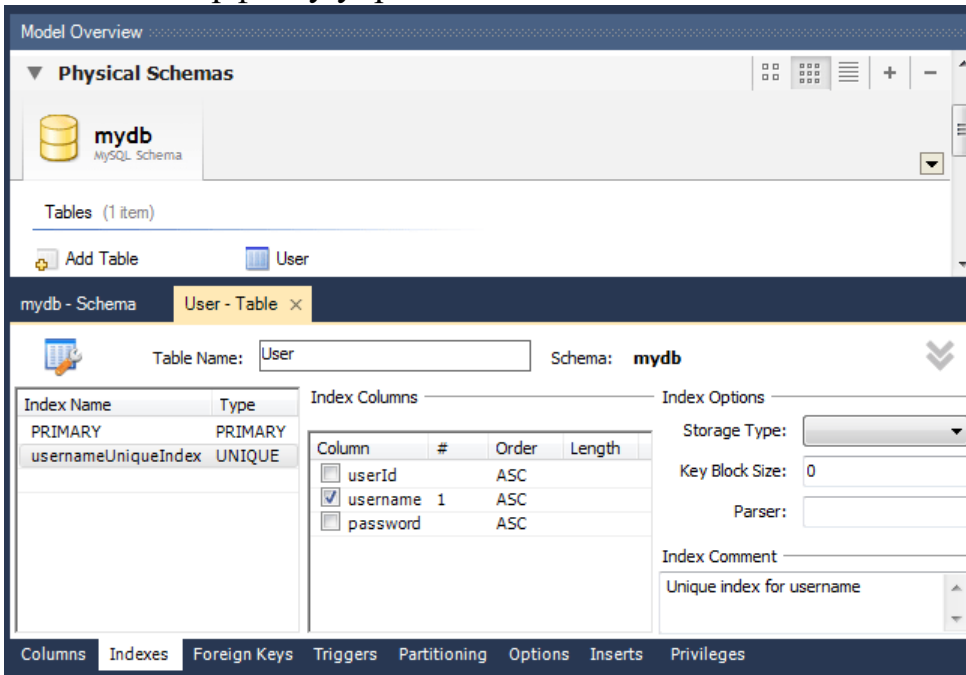 Model Overview
Physical Schemas
mydb
MySQL Schema
Tables (1 item)
Add Table User
mydb - Schema User - Table ×
Table Name: User Schema: mydb
Index Name Type
PRIMARY PRIMARY
usernameUniqueIndex UNIQUE
Index Columns
Column # Order Length
userId ASC
username 1 ASC
password ASC
Index Options
Storage Type:
Key Block Size: 0
Parser:
Index Comment
Unique index for username
Columns Indexes Foreign Keys Triggers Partitioning Options Inserts Privileges